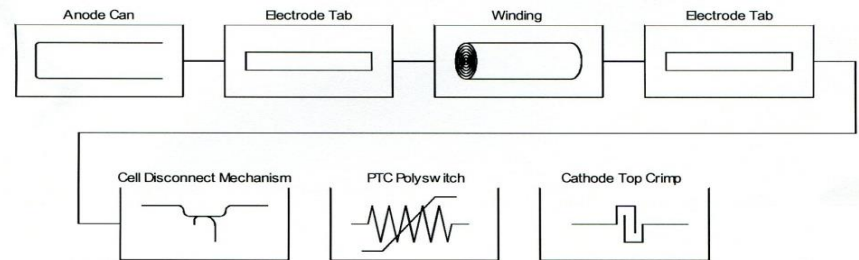 Anode Can
Electrode Tab
Winding
Electrode Tab
Cell Disconnect Mechanism
PTC Polyswitch
Cathode Top Crimp